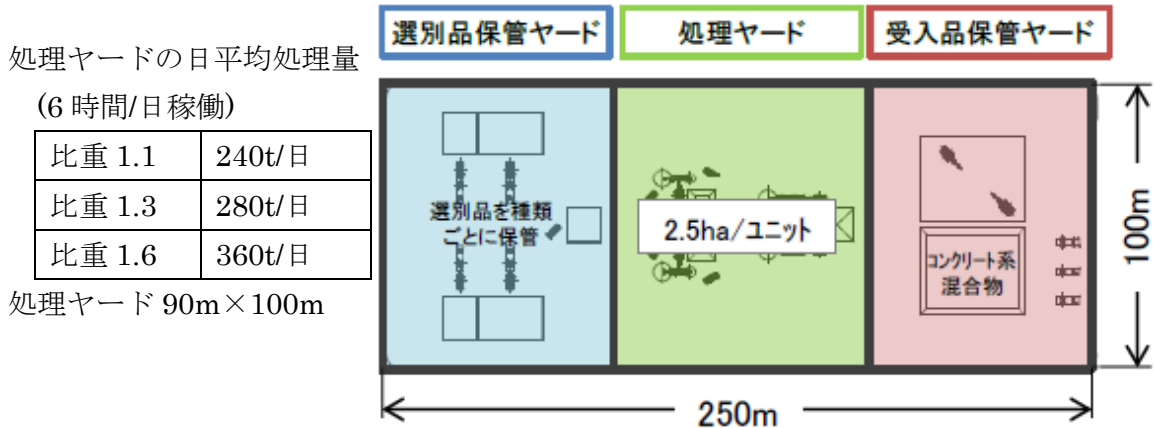 選別品保管ヤード
処理ヤード
受入品保管ヤード
処理ヤードの日平均処理量
(6 時間/日稼働)
比重 1.1
240t/日
比重 1.3
280t/日
比重 1.6
360t/日
処理ヤード 90m×100m
選別品を種類
ごとに保管
2.5ha/ユニット
コンクリート系
混合物
100m
250m